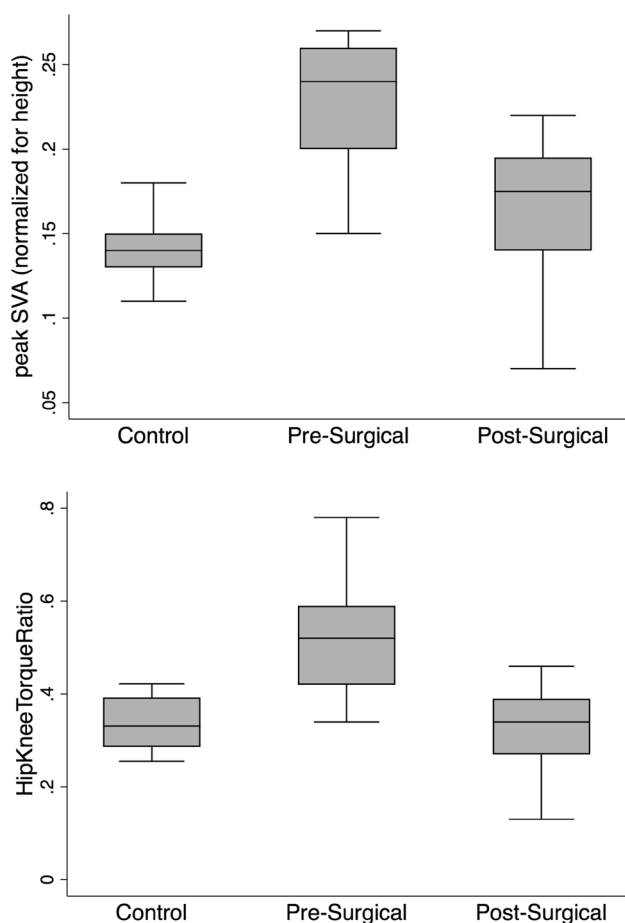 peak SVA (normalized for height)
.25
.2
.15
.1
.05
Control Pre-Surgical Post-Surgical
HipKneeTorqueRatio
.8
.6
.4
.2
0
Control Pre-Surgical Post-Surgical